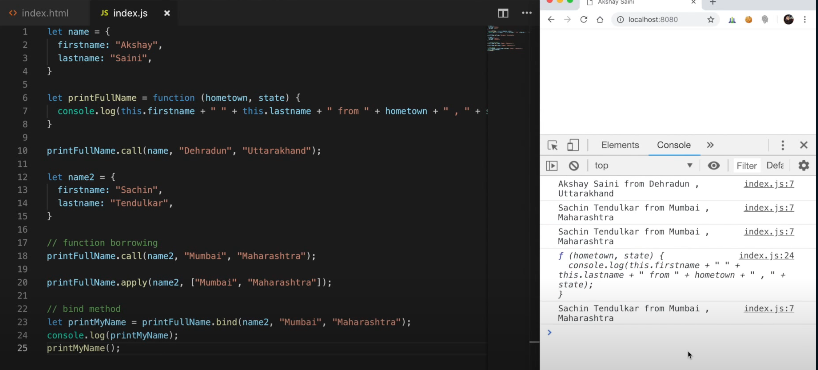 index.html
JS index.js ×
1 let name = {
2 firstname: "Akshay",
3 lastname: "Saini",
4 }
5
6 let printFullName = function (hometown, state) {
7 console.log(this.firstname + " " + this.lastname + " from " + hometown + " , " +
8 }
9
10 printFullName.call(name, "Dehradun", "Uttarakhand");
11
12 let name2 = {
13 firstname: "Sachin",
14 lastname: "Tendulkar",
15 }
16
17 // function borrowing
18 printFullName.call(name2, "Mumbai", "Maharashtra");
19
20 printFullName.apply(name2, ["Mumbai", "Maharashtra"]);
21
22 // bind method
23 let printMyName = printFullName.bind(name2, "Mumbai", "Maharashtra");
24 console.log(printMyName);
25 printMyName();
Akshay Saini
localhost:8080
Elements Console »
top Filter Defa
Akshay Saini from Dehradun , index.js:7
Uttarakhand
Sachin Tendulkar from Mumbai , index.js:7
Maharashtra
Sachin Tendulkar from Mumbai , index.js:7
Maharashtra
ƒ (hometown, state) { index.js:24
console.log(this.firstname + " " +
this.lastname + " from " + hometown + " , " +
state);
}
Sachin Tendulkar from Mumbai , index.js:7
Maharashtra
>